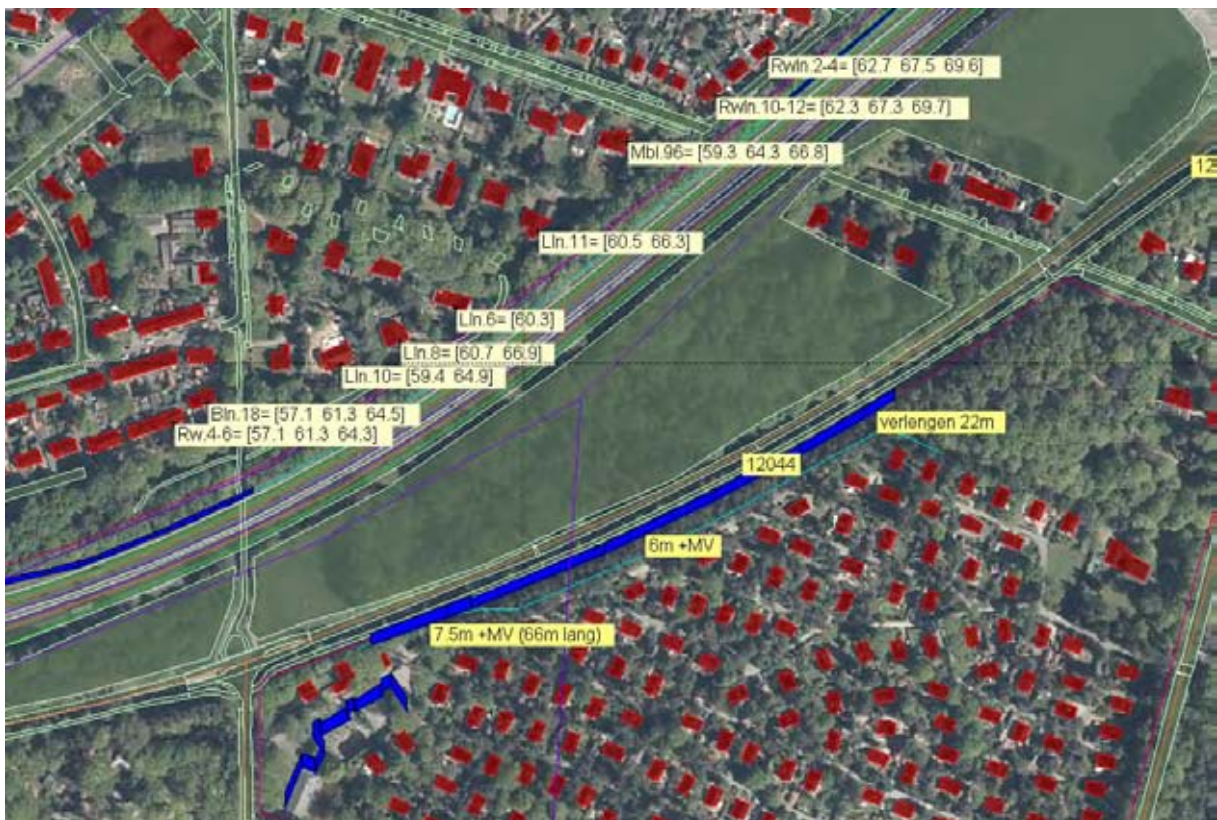 Rwln.2-4= [62.7 67.5 69.6]
Rwln.10-12= [62.3 67.3 69.7]
Mbl.96= [59.3 64.3 66.8]
Lln.11= [60.5 66.3]
Lln.6= [60.3]
Lln.8= [60.7 66.9]
Lln.10= [59.4 64.9]
Bln.18= [57.1 61.3 64.5]
Rw.4-6= [57.1 61.3 64.3]
verlengen 22m
12044
6m +MV
7.5m +MV (66m lang)